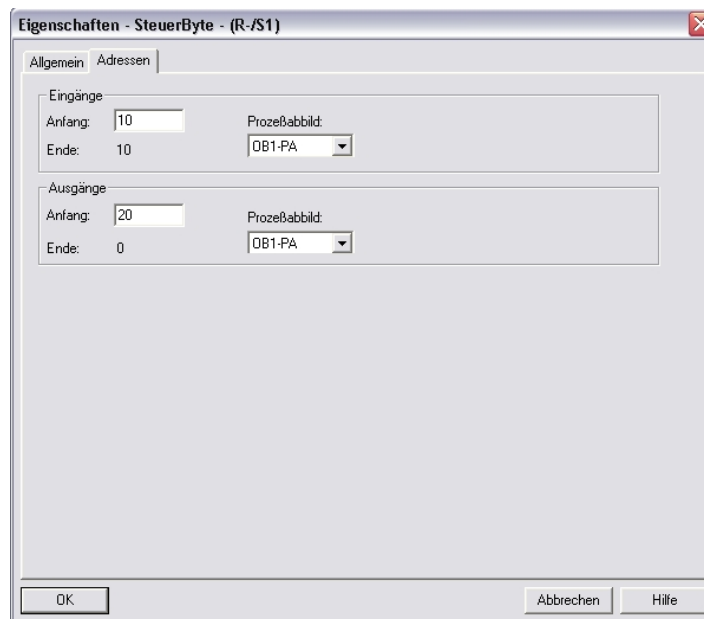 Eigenschaften - SteuerByte - (R-/S1)
Allgemein Adressen
Eingänge
Anfang: 10 Prozeßabbild:
Ende: 10 OB1-PA
Ausgänge
Anfang: 20 Prozeßabbild:
Ende: 0 OB1-PA
OK Abbrechen Hilfe